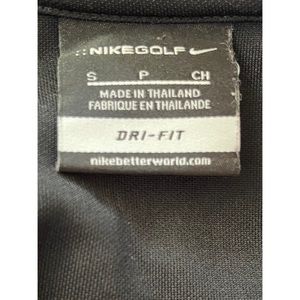 NIKEGOLF
S P CH
MADE IN THAILAND
FABRIQUE EN THAILANDE
DRI-FIT
nikebetterworld.com